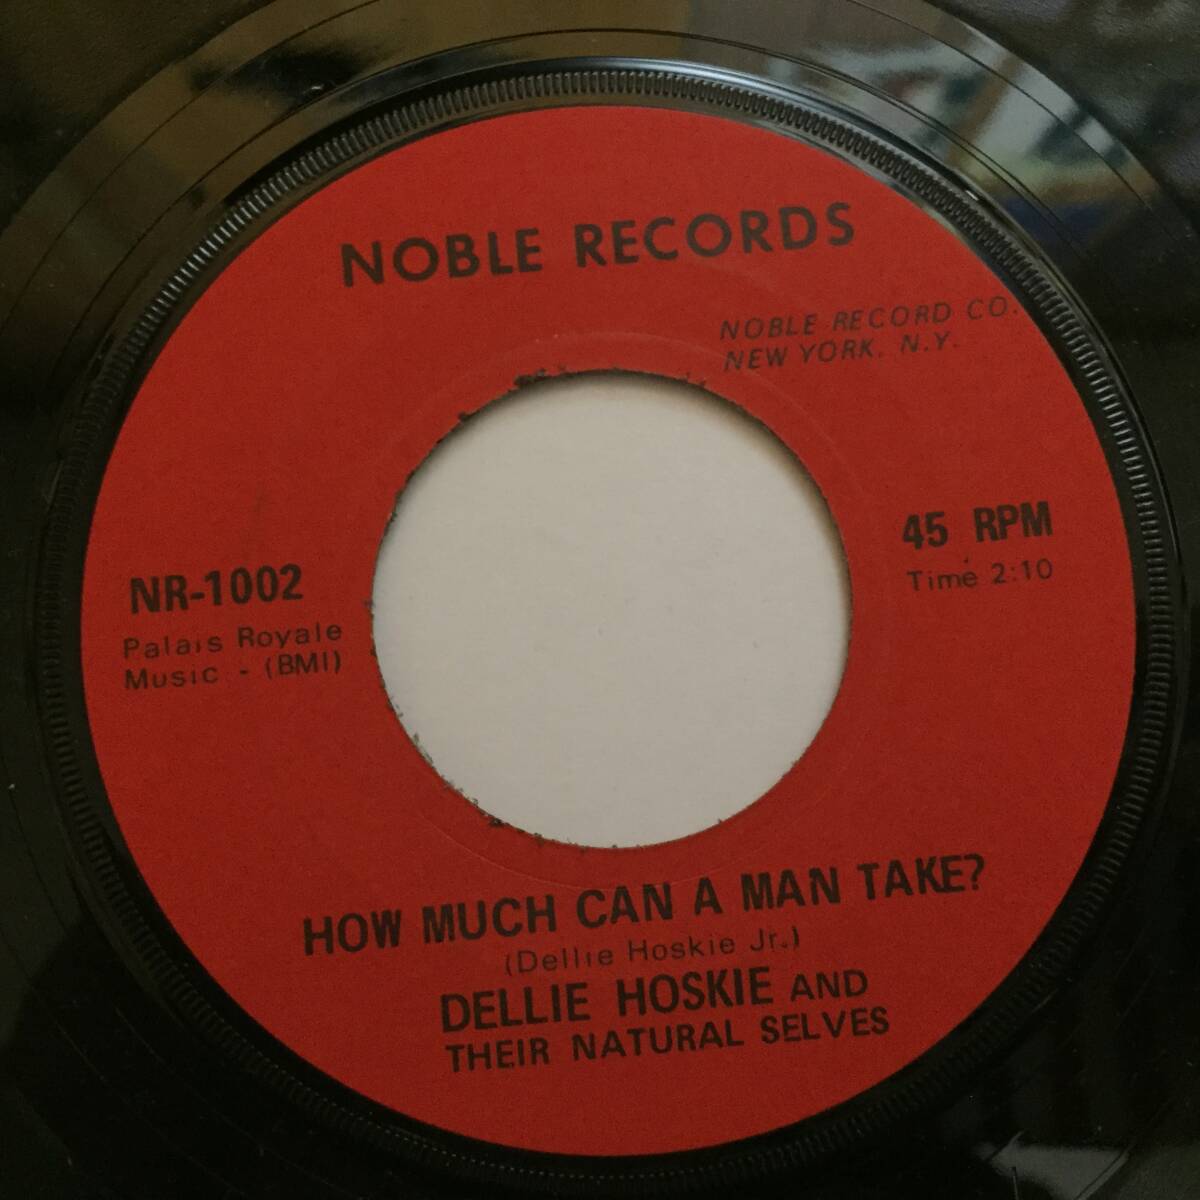 NOBLE RECORDS
NOBLE RECORD CO.
NEW YORK, N.Y.
45 RPM
Time 2:10
NR-1002
Palais Royale
Music - (BMI)
HOW MUCH CAN A MAN TAKE?
(Dellie Hoskie Jr.)
DELLIE HOSKIE AND
THEIR NATURAL SELVES